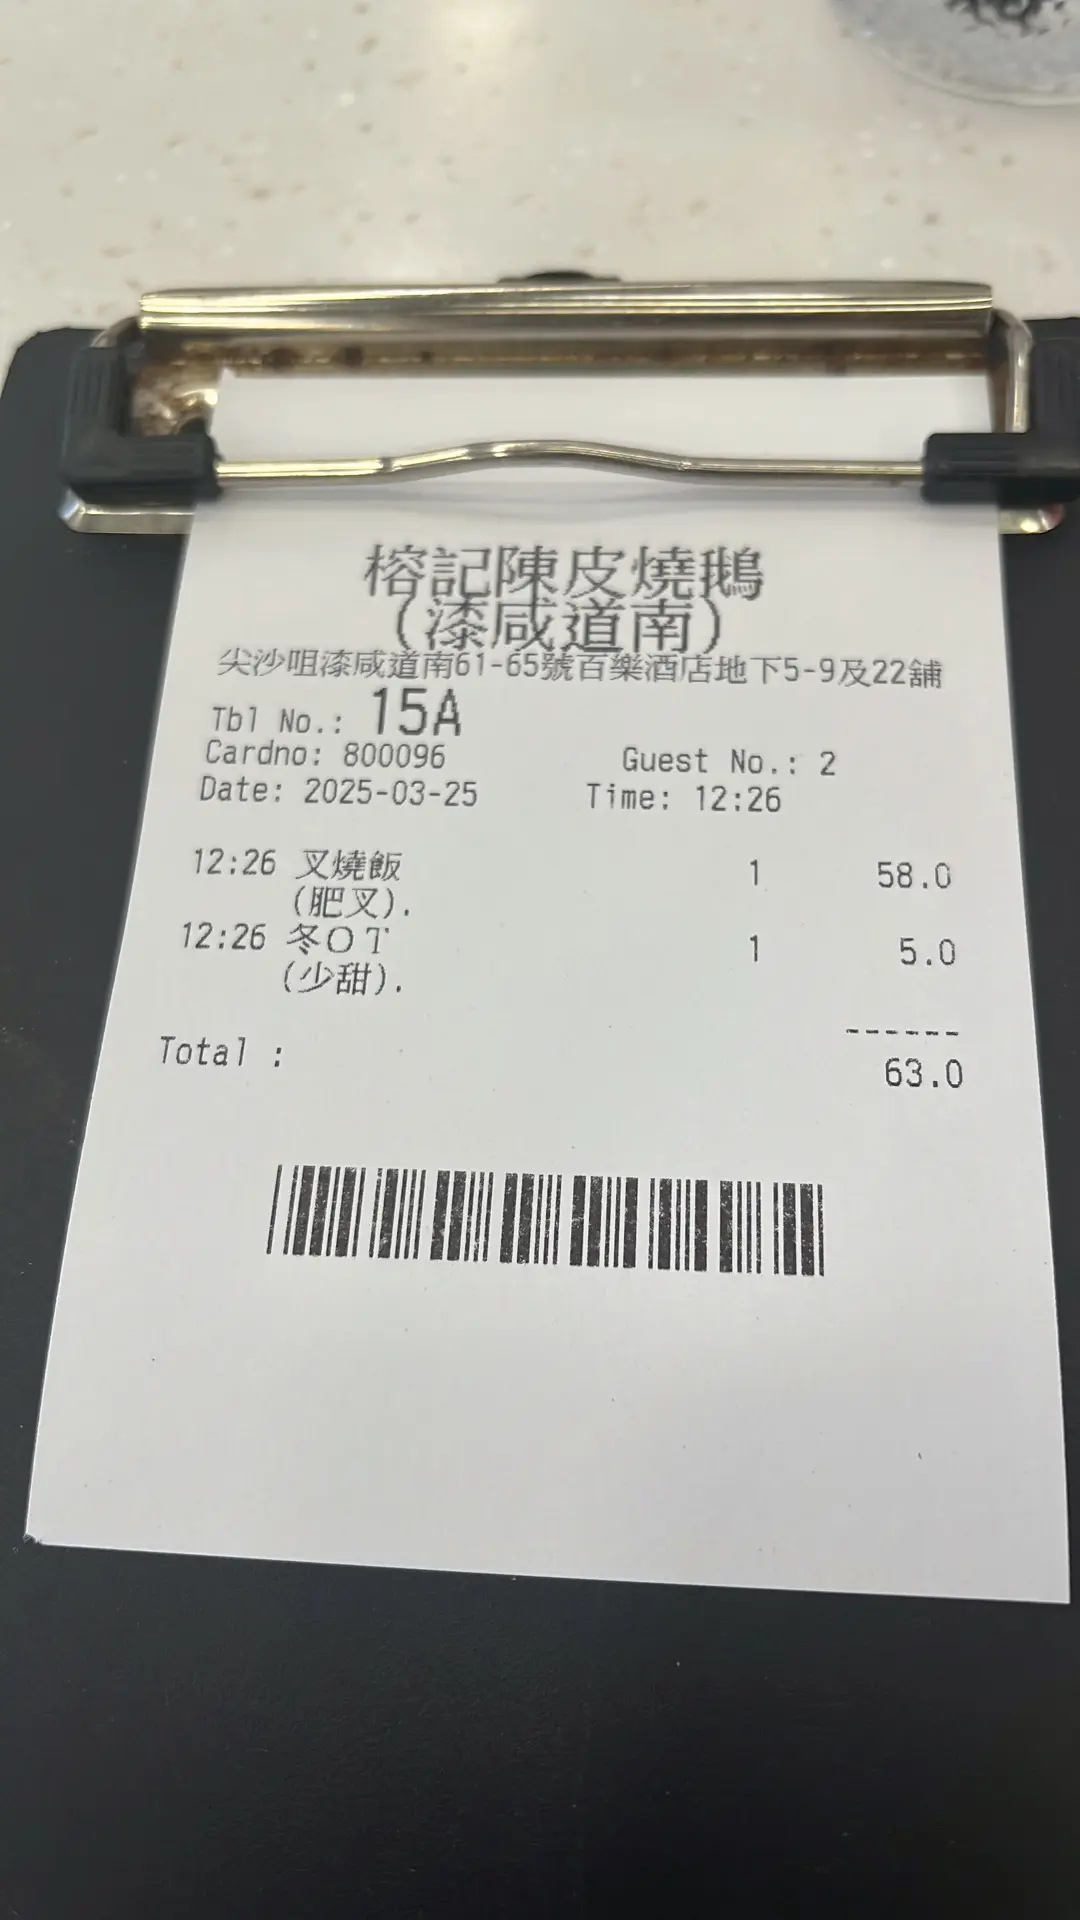 榕記陳皮燒鵝
(漆咸道南)
尖沙咀漆咸道南61-65號百樂酒店地下5-9及22舖
Tbl No.: 15A
Cardno: 800096 Guest No.: 2
Date: 2025-03-25 Time: 12:26
12:26 叉燒飯 1 58.0
(肥叉).
12:26 冬OT 1 5.0
(少甜).
------
Total : 63.0